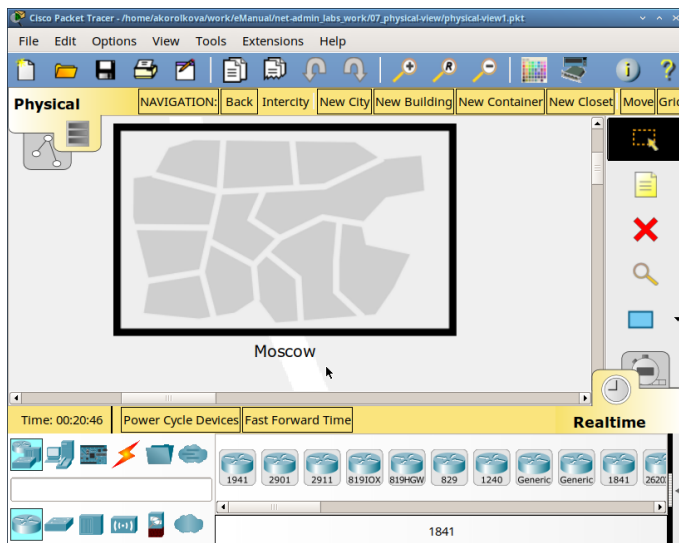 Cisco Packet Tracer - /home/akorolkova/work/eManual/net-admin_labs_work/07_physical-view/physical-view1.pkt
File Edit Options View Tools Extensions Help
Physical
NAVIGATION: Back Intercity New City New Building New Container New Closet Move Gri
Moscow
Time: 00:20:46 Power Cycle Devices Fast Forward Time
Realtime
1941 2901 2911 819IOX 819HGW 829 1240 Generic Generic 1841 2620
1841